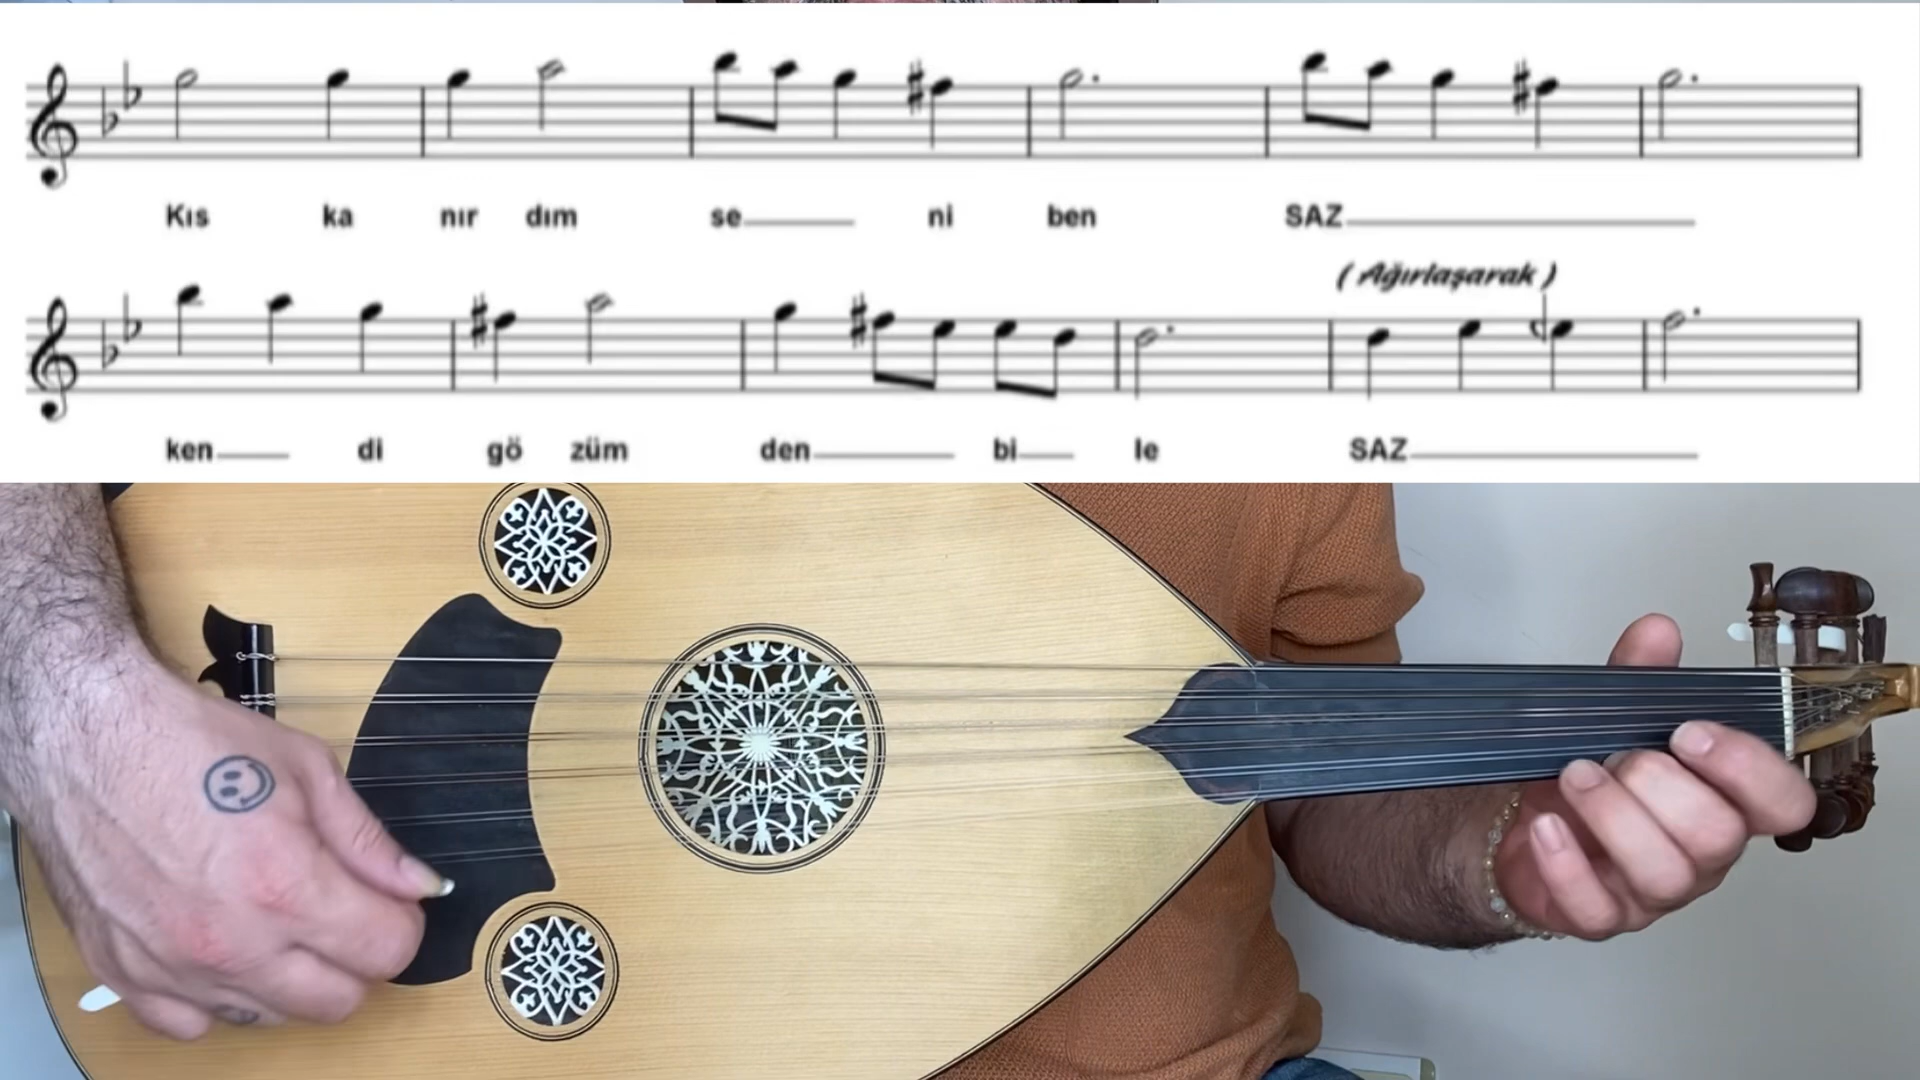 Kıs ka nır dım se ni ben SAZ
( Ağırlaşarak )
ken di gö züm den bi le SAZ